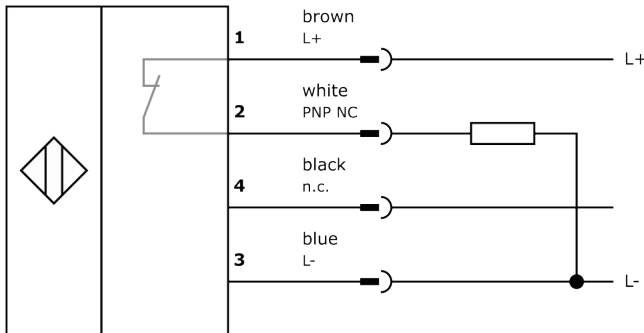 brown
1
L+
L+
white
2
PNP NC
black
4
n.c.
blue
3
L-
L-